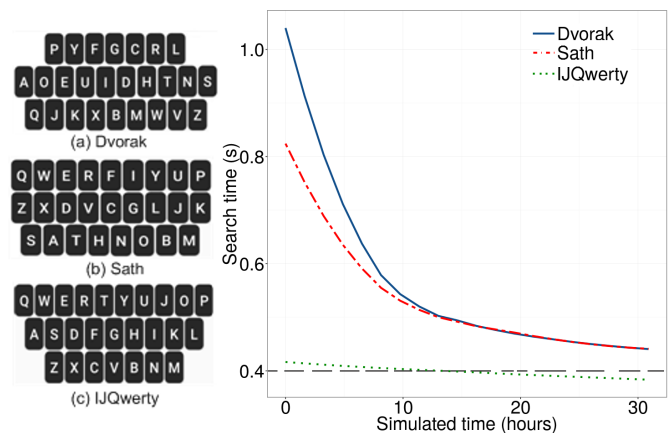 P Y F G C R L
A O E U I D H T N S
Q J K X B M W V Z
(a) Dvorak
Q W E R F I Y U P
Z X D V C G L J K
S A T H N O B M
(b) Sath
Q W E R T Y U J O P
A S D F G H I K L
Z X C V B N M
(c) IJQwerty
Dvorak
Sath
IJQwerty
Search time (s)
1.0
0.8
0.6
0.4
0 10 20 30
Simulated time (hours)